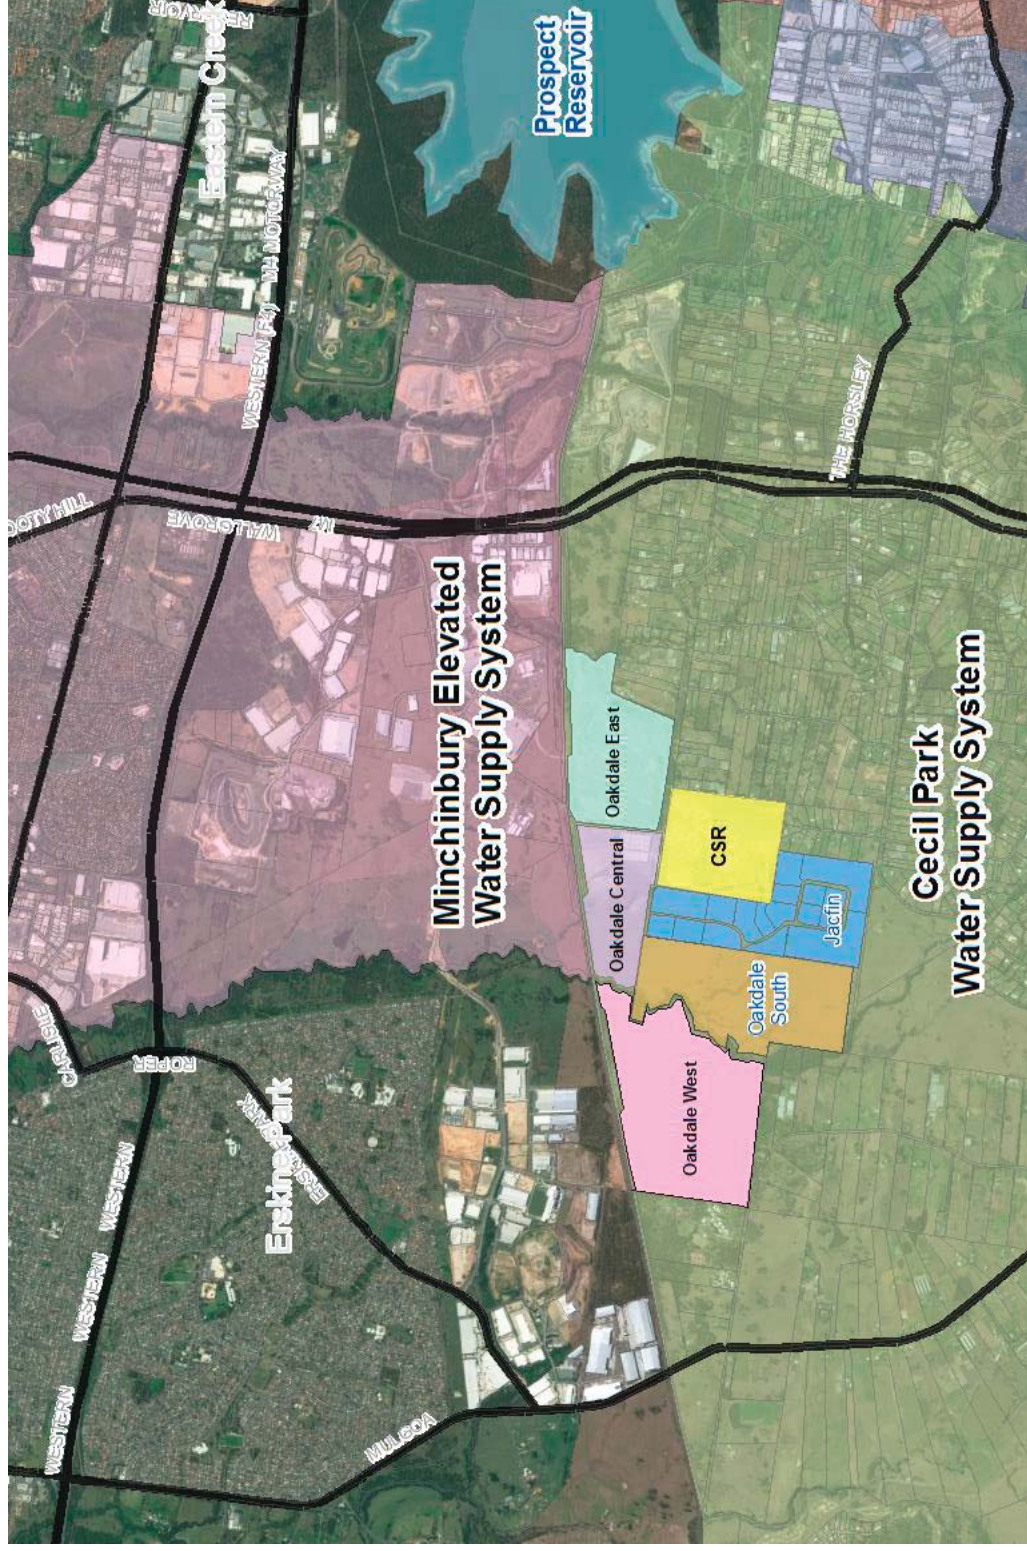 RESERVOIR
Eastern Creek
WESTERN (R4)
M4 MOTORWAY
Prospect
Reservoir
WALLGROVE
M7
THE HORSLEY
Minchinbury Elevated
Water Supply System
Oakdale East
Oakdale Central
CSR
Jacfin
Oakdale
South
Oakdale West
Cecil Park
Water Supply System
CARLISLE
ROPER
Erskine Park
WESTERN
WESTERN
WESTERN
MULGOA